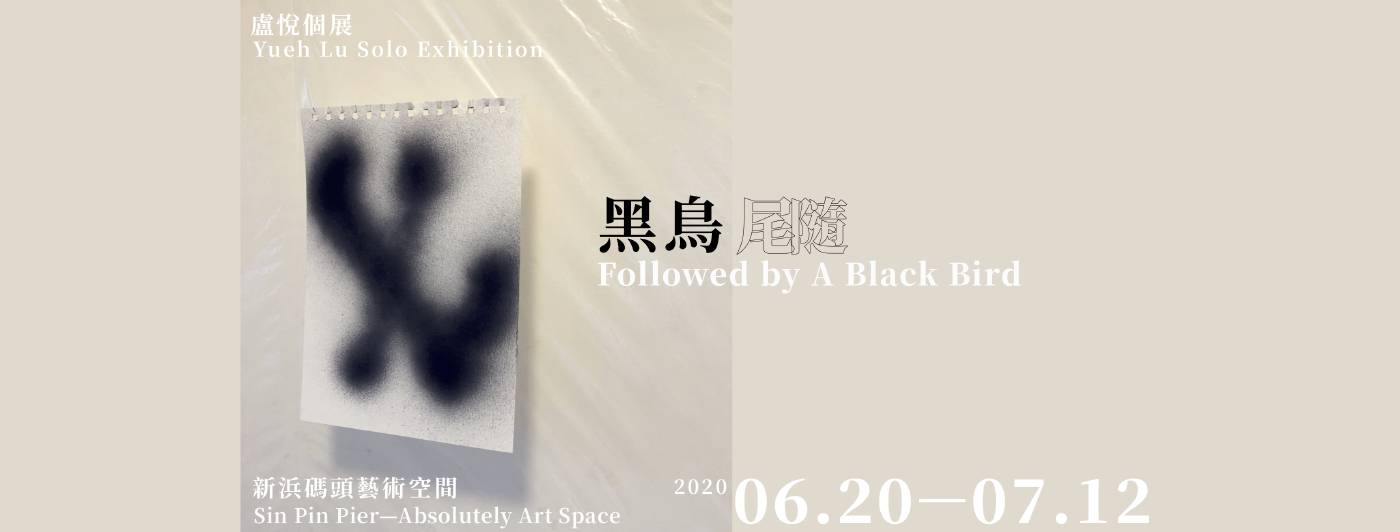 盧悅個展
Yueh Lu Solo Exhibition
黑鳥尾隨
Followed by A Black Bird
新浜碼頭藝術空間
Sin Pin Pier—Absolutely Art Space
2020 06.20—07.12